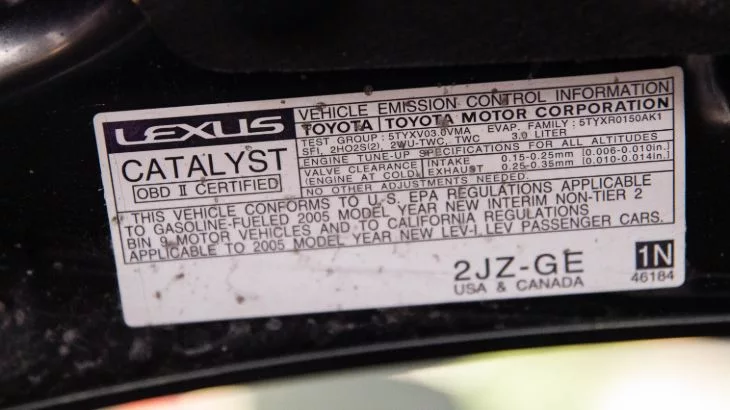 LEXUS
CATALYST
OBD II CERTIFIED
VEHICLE EMISSION CONTROL INFORMATION
TOYOTA TOYOTA MOTOR CORPORATION
TEST GROUP : 5TYXV03.0VMA EVAP. FAMILY : 5TYXR0150AK1
SFI, 2HO2S(2), 2WU-TWC, TWC 3.0 LITER
ENGINE TUNE-UP SPECIFICATIONS FOR ALL ALTITUDES
VALVE CLEARANCE INTAKE 0.15-0.25mm [0.006-0.010in.]
(ENGINE AT COLD) EXHAUST 0.25-0.35mm [0.010-0.014in.]
NO OTHER ADJUSTMENTS NEEDED.
THIS VEHICLE CONFORMS TO U.S. EPA REGULATIONS APPLICABLE
TO GASOLINE-FUELED 2005 MODEL YEAR NEW INTERIM NON-TIER 2
BIN 9 MOTOR VEHICLES AND TO CALIFORNIA REGULATIONS
APPLICABLE TO 2005 MODEL YEAR NEW LEV-I LEV PASSENGER CARS.
2JZ-GE
USA & CANADA
1N
46184